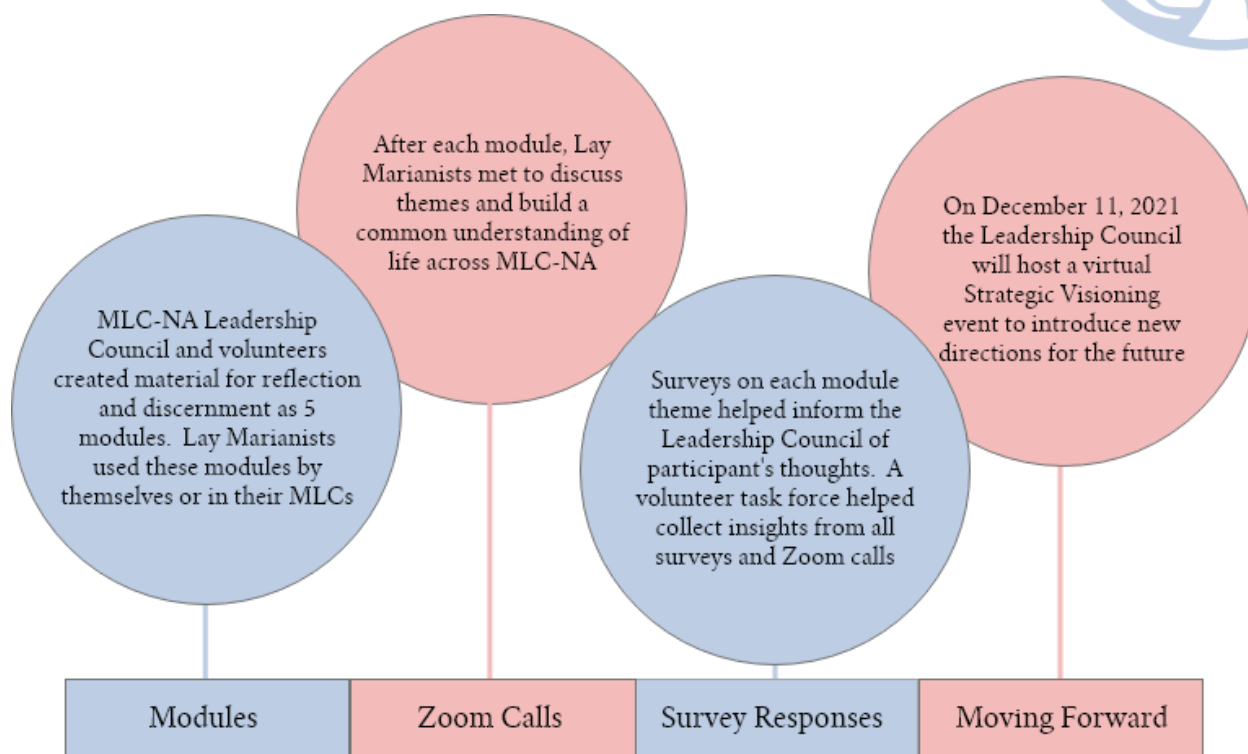 MLC-NA Leadership
Council and volunteers
created material for reflection
and discernment as 5
modules.  Lay Marianists
used these modules by
themselves or in their MLCs
After each module, Lay
Marianists met to discuss
themes and build a
common understanding of
life across MLC-NA
Surveys on each module
theme helped inform the
Leadership Council of
participant's thoughts.  A
volunteer task force helped
collect insights from all
surveys and Zoom calls
On December 11, 2021
the Leadership Council
will host a virtual
Strategic Visioning
event to introduce new
directions for the future
Modules
Zoom Calls
Survey Responses
Moving Forward